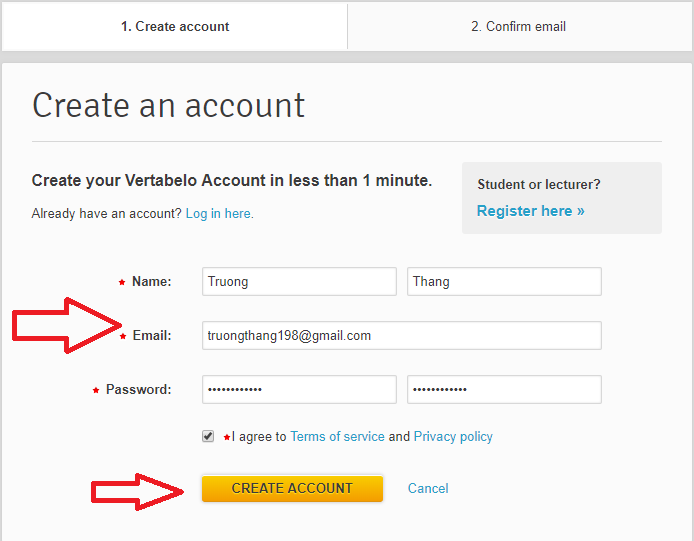 1. Create account
2. Confirm email
Create an account
Create your Vertabelo Account in less than 1 minute.
Already have an account? Log in here.
Student or lecturer?
Register here »
* Name: Truong Thang
* Email: truongthang198@gmail.com
* Password: •••••••••••• ••••••••••••
*I agree to Terms of service and Privacy policy
CREATE ACCOUNT Cancel